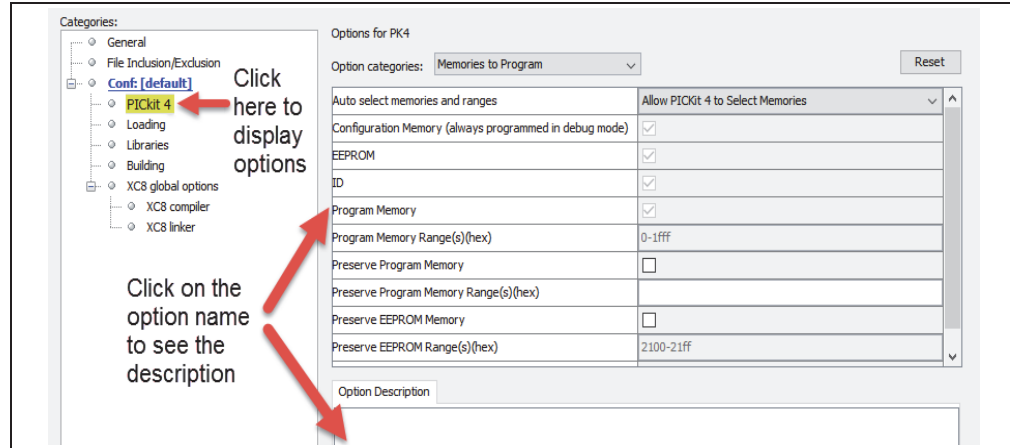 Categories:
General
File Inclusion/Exclusion
Conf: [default]
PICkit 4
Loading
Libraries
Building
XC8 global options
XC8 compiler
XC8 linker
Click
here to
display
options
Click on the
option name
to see the
description
Options for PK4
Option categories: Memories to Program Reset
Auto select memories and ranges Allow PICKit 4 to Select Memories
Configuration Memory (always programmed in debug mode)
EEPROM
ID
Program Memory
Program Memory Range(s)(hex) 0-1fff
Preserve Program Memory
Preserve Program Memory Range(s)(hex)
Preserve EEPROM Memory
Preserve EEPROM Range(s)(hex) 2100-21ff
Option Description